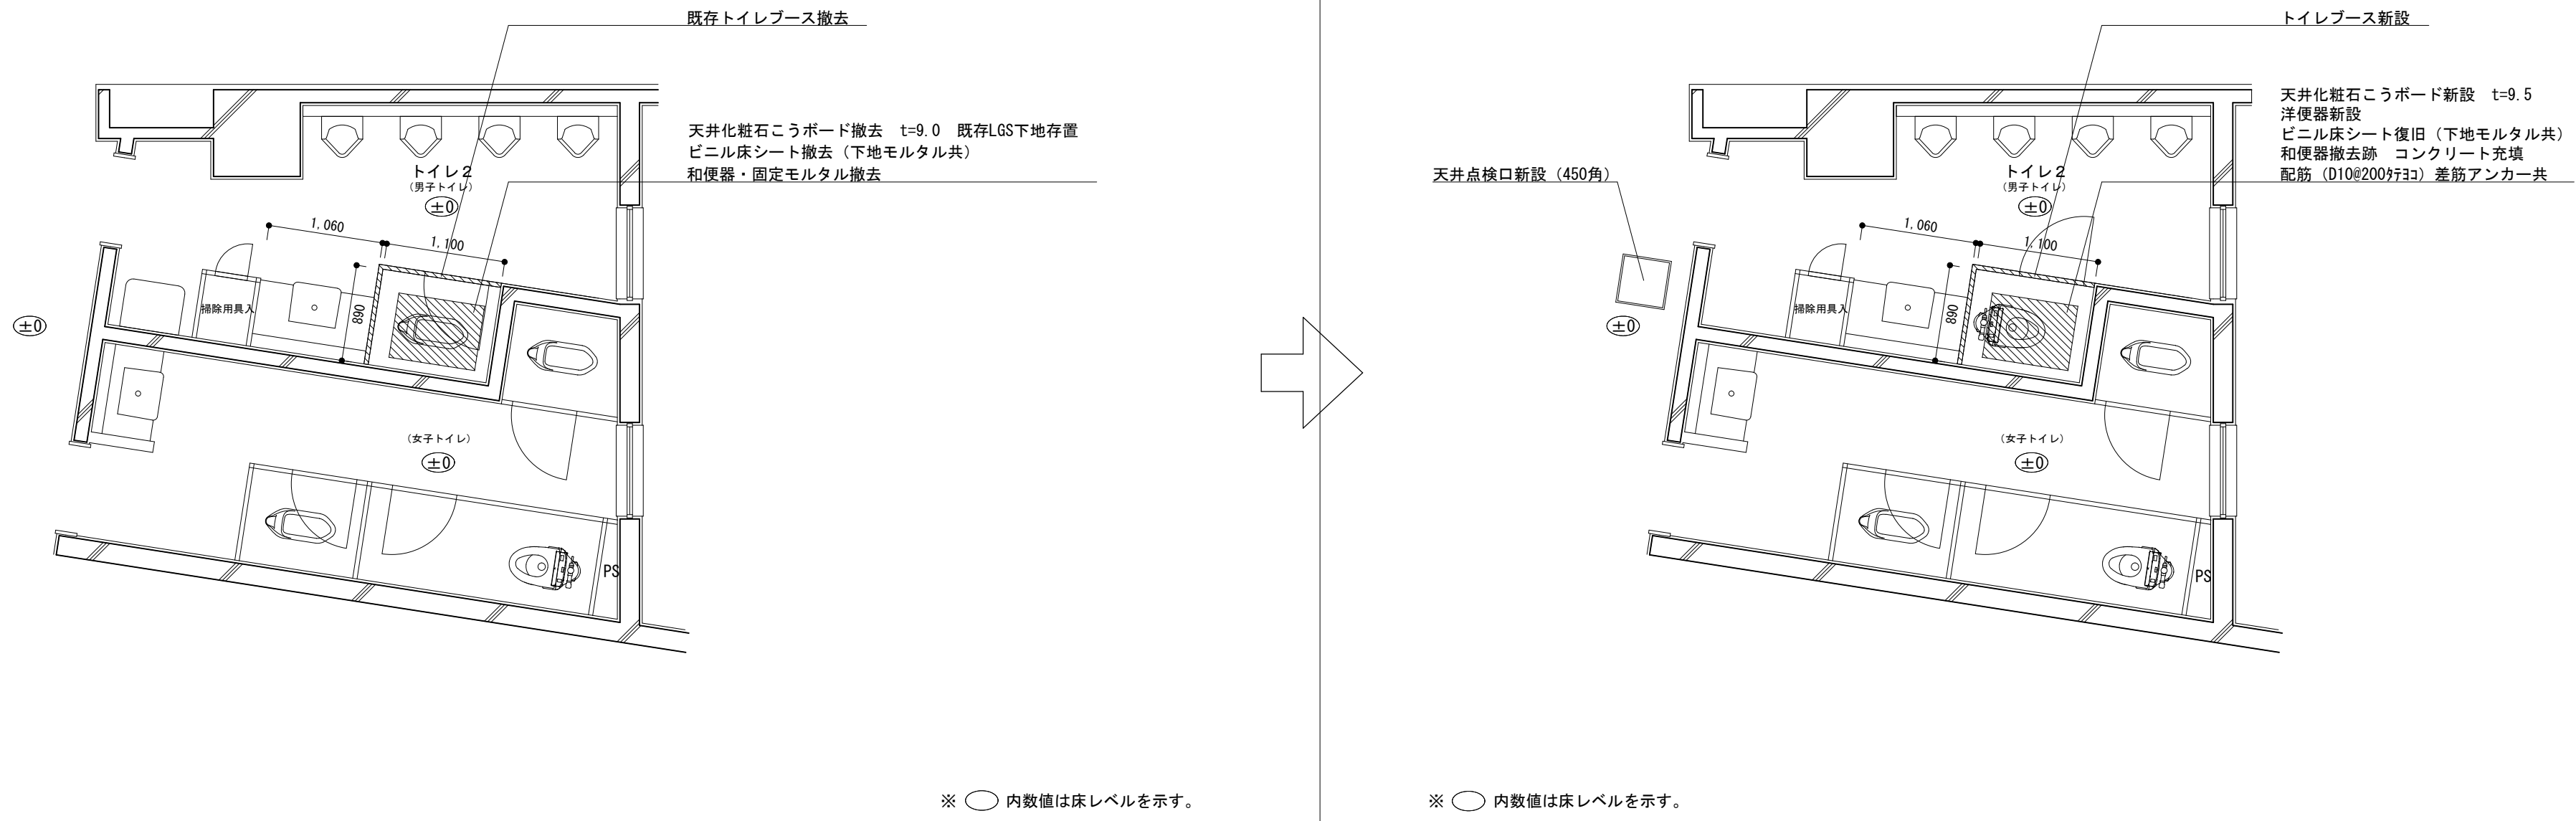 既存トイレブース撤去
天井化粧石こうボード撤去　t=9.0　既存LGS下地存置
ビニル床シート撤去（下地モルタル共）
和便器・固定モルタル撤去
トイレ2
（男子トイレ）
±0
1,060
1,100
890
掃除用具入
±0
（女子トイレ）
±0
PS
※　内数値は床レベルを示す。
トイレブース新設
天井化粧石こうボード新設　t=9.5
洋便器新設
ビニル床シート復旧（下地モルタル共）
和便器撤去跡　コンクリート充填
配筋（D10@200ﾀﾃﾖｺ）差筋アンカー共
天井点検口新設（450角）
トイレ2
（男子トイレ）
±0
1,060
1,100
890
掃除用具入
±0
（女子トイレ）
±0
PS
※　内数値は床レベルを示す。